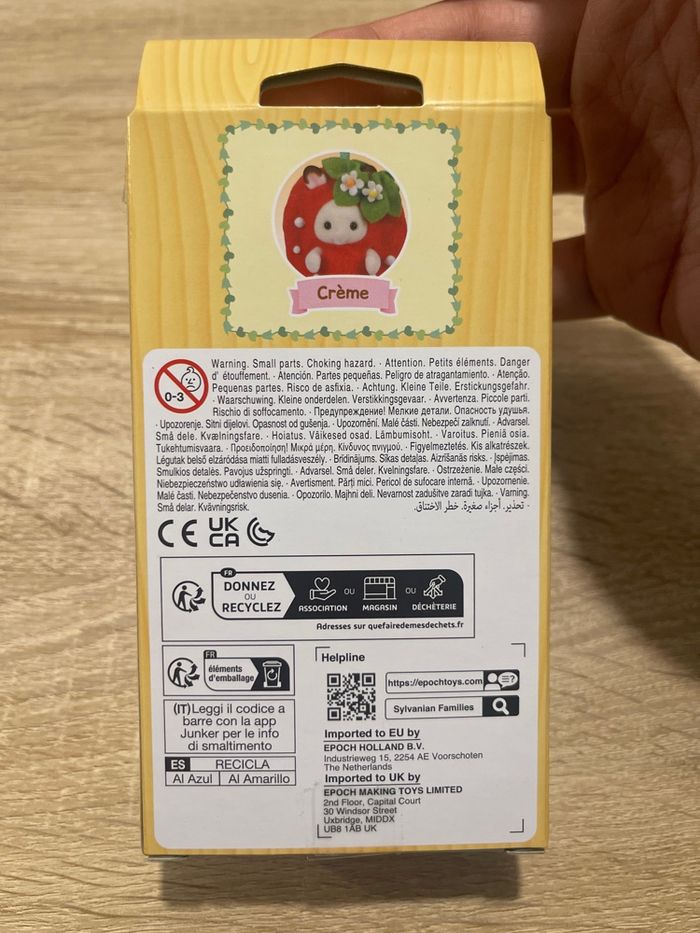 Crème
0-3
Warning. Small parts. Choking hazard. · Attention. Petits éléments. Danger
d' étouffement. · Atención. Partes pequeñas. Peligro de atragantamiento. · Atenção.
Pequenas partes. Risco de asfixia. · Achtung. Kleine Teile. Erstickungsgefahr.
· Waarschuwing. Kleine onderdelen. Verstikkingsgevaar. · Avvertenza. Piccole parti.
Rischio di soffocamento. · Предупреждение! Мелкие детали. Опасность удушья.
· Upozorenje. Sitni dijelovi. Opasnost od gušenja. · Upozornění. Malé části. Nebezpečí zalknutí. · Advarsel.
Små dele. Kvælningsfare. · Hoiatus. Väikesed osad. Lämbumisoht. · Varoitus. Pieniä osia.
Tukehtumisvaara. · Προειδοποίηση! Μικρά μέρη. Κίνδυνος πνιγμού. · Figyelmeztetés. Kis alkatrészek.
Légutak belső elzáródása miatti fulladásveszély. · Brīdinājums. Sīkas detaļas. Aizrīšanās risks. · Įspėjimas.
Smulkios detalės. Pavojus užspringti. · Advarsel. Små deler. Kvelningsfare. · Ostrzeżenie. Małe części.
Niebezpieczeństwo udławienia się. · Avertisment. Părți mici. Pericol de sufocare internă. · Upozornenie.
Malé časti. Nebezpečenstvo dusenia. · Opozorilo. Majhni deli. Nevarnost zadušitve zaradi tujka. · Varning.
Små delar. Kvävningsrisk. تحذير. أجزاء صغيرة. خطر الاختناق. ·
CE UK CA
FR
DONNEZ
OU
RECYCLEZ
ASSOCIATION OU MAGASIN OU DÉCHÈTERIE
Adresses sur quefairedemesdechets.fr
FR
éléments
d'emballage
(IT)Leggi il codice a
barre con la app
Junker per le info
di smaltimento
ES RECICLA
Al Azul Al Amarillo
Helpline
https://epochtoys.com
Sylvanian Families
Imported to EU by
EPOCH HOLLAND B.V.
Industrieweg 15, 2254 AE Voorschoten
The Netherlands
Imported to UK by
EPOCH MAKING TOYS LIMITED
2nd Floor, Capital Court
30 Windsor Street
Uxbridge, MIDDX
UB8 1AB UK